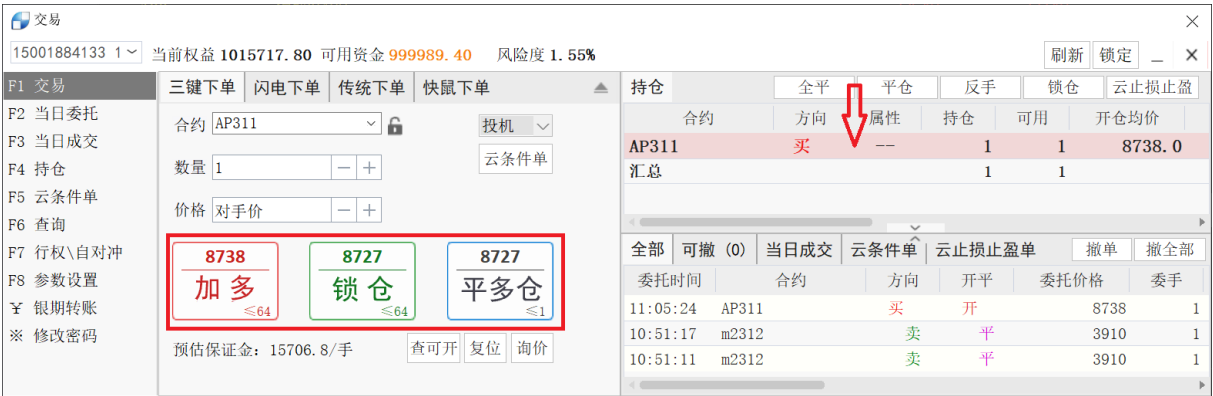 交易
15001884133 1 当前权益 1015717.80 可用资金 999989.40 风险度 1.55% 刷新 锁定
F1 交易
F2 当日委托
F3 当日成交
F4 持仓
F5 云条件单
F6 查询
F7 行权\自对冲
F8 参数设置
¥ 银期转账
※ 修改密码
三键下单 闪电下单 传统下单 快鼠下单
合约 AP311 投机
数量 1 云条件单
价格 对手价
8738 8727 8727
加多 锁仓 平多仓
≤64 ≤64 ≤1
预估保证金: 15706.8/手 查可开 复位 询价
持仓 全平 平仓 反手 锁仓 云止损止盈
合约 方向 属性 持仓 可用 开仓均价
AP311 买 -- 1 1 8738.0
汇总 1 1
全部 可撤 (0) 当日成交 云条件单 云止损止盈单 撤单 撤全部
委托时间 合约 方向 开平 委托价格 委手
11:05:24 AP311 买 开 8738 1
10:51:17 m2312 卖 平 3910 1
10:51:11 m2312 卖 平 3910 1